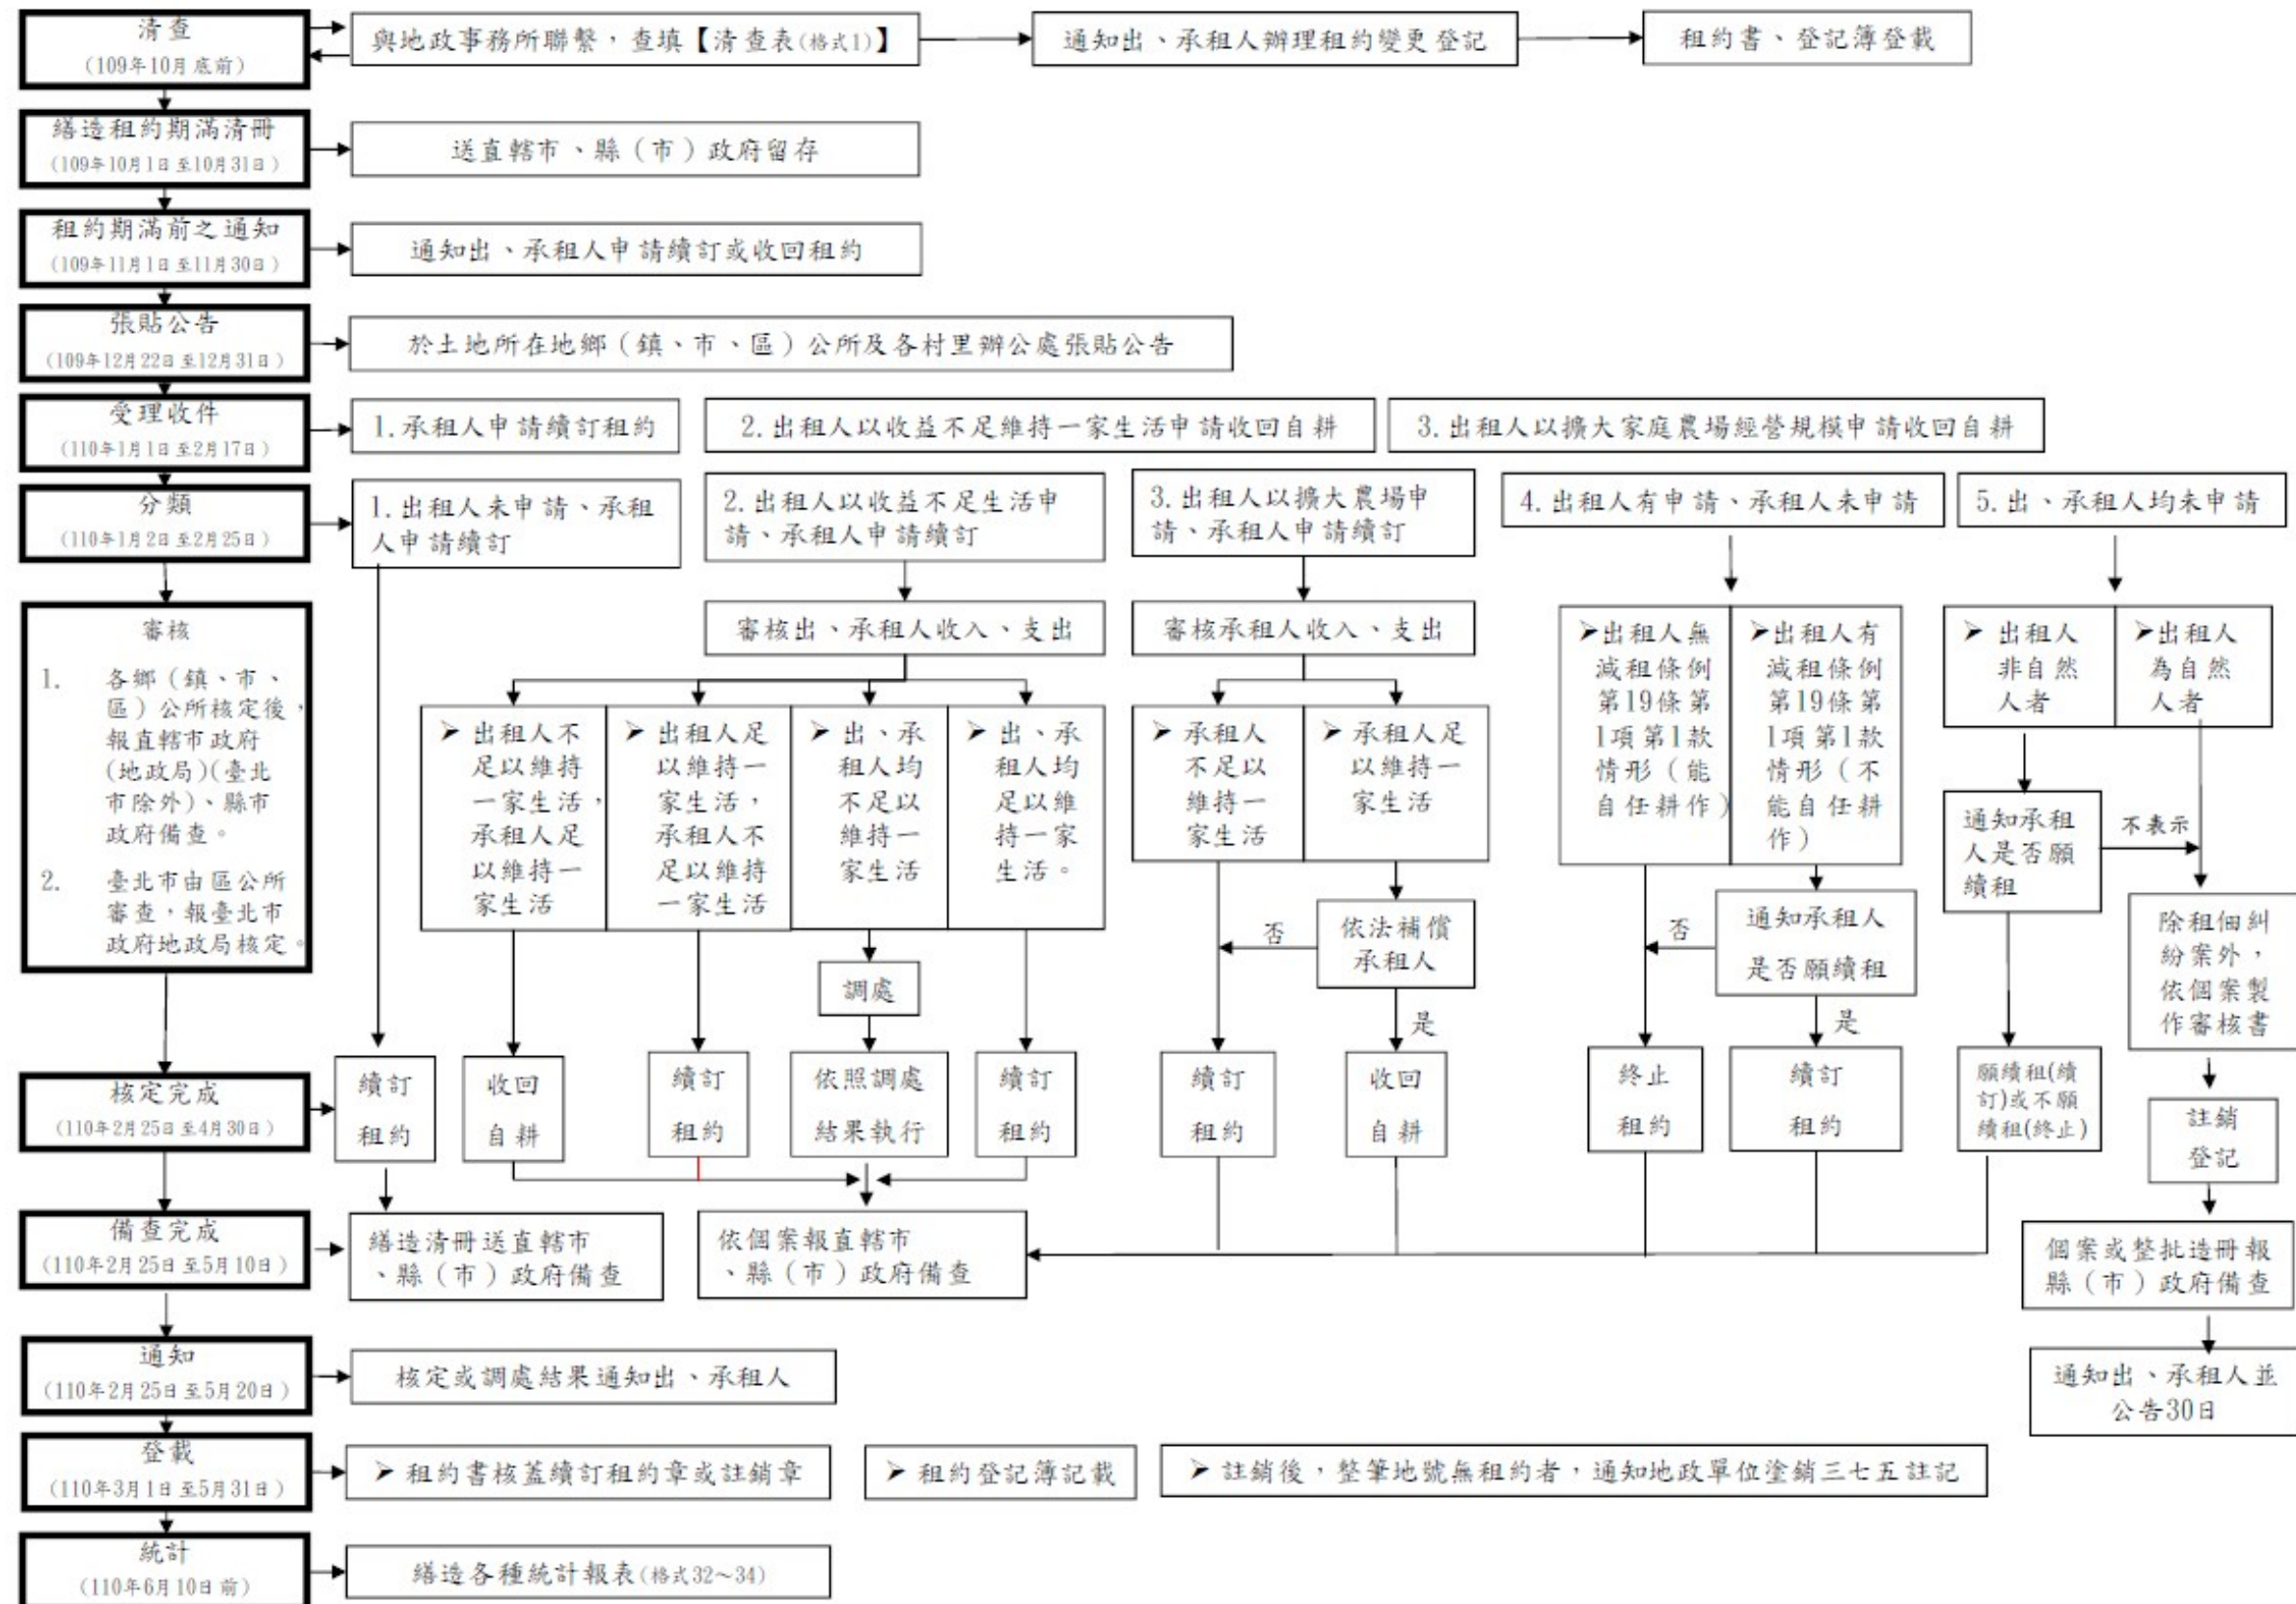 清查
(109年10月底前)
與地政事務所聯繫，查填【清查表(格式1)】
通知出、承租人辦理租約變更登記
租約書、登記簿登載
繕造租約期滿清冊
(109年10月1日至10月31日)
送直轄市、縣（市）政府留存
租約期滿前之通知
(109年11月1日至11月30日)
通知出、承租人申請續訂或收回租約
張貼公告
(109年12月22日至12月31日)
於土地所在地鄉（鎮、市、區）公所及各村里辦公處張貼公告
受理收件
(110年1月1日至2月17日)
1.承租人申請續訂租約
2.出租人以收益不足維持一家生活申請收回自耕
3.出租人以擴大家庭農場經營規模申請收回自耕
分類
(110年1月2日至2月25日)
1.出租人未申請、承租
人申請續訂
2.出租人以收益不足生活申
請、承租人申請續訂
3.出租人以擴大農場申
請、承租人申請續訂
4.出租人有申請、承租人未申請
5.出、承租人均未申請
審核
1. 各鄉（鎮、市、
區）公所核定後，
報直轄市政府
(地政局)(臺北
市除外)、縣市
政府備查。
2. 臺北市由區公所
審查，報臺北市
政府地政局核定。
審核出、承租人收入、支出
審核承租人收入、支出
➤出租人不
足以維持
一家生活，
承租人足
以維持一
家生活
➤出租人足
以維持一
家生活，
承租人不
足以維持
一家生活
➤出、承
租人均
不足以
維持一
家生活
➤出、承
租人均
足以維
持一家
生活。
➤承租人
不足以
維持一
家生活
➤承租人足
以維持一
家生活
➤出租人無
減租條例
第19條第
1項第1款
情形（能
自任耕作）
➤出租人有
減租條例
第19條第
1項第1款
情形（不
能自任耕
作）
➤出租人
非自然
人者
➤出租人
為自然
人者
調處
否
依法補償
承租人
是
否
通知承租人
是否願續租
是
通知承租
人是否願
續租
不表示
除租佃糾
紛案外，
依個案製
作審核書
核定完成
(110年2月25日至4月30日)
續訂
租約
收回
自耕
續訂
租約
依照調處
結果執行
續訂
租約
續訂
租約
收回
自耕
終止
租約
續訂
租約
願續租(續
訂)或不願
續租(終止)
註銷
登記
備查完成
(110年2月25日至5月10日)
繕造清冊送直轄市
、縣（市）政府備查
依個案報直轄市
、縣（市）政府備查
個案或整批造冊報
縣（市）政府備查
通知
(110年2月25日至5月20日)
核定或調處結果通知出、承租人
通知出、承租人並
公告30日
登載
(110年3月1日至5月31日)
➤租約書核蓋續訂租約章或註銷章
➤租約登記簿記載
➤註銷後，整筆地號無租約者，通知地政單位塗銷三七五註記
統計
(110年6月10日前)
繕造各種統計報表(格式32～34)